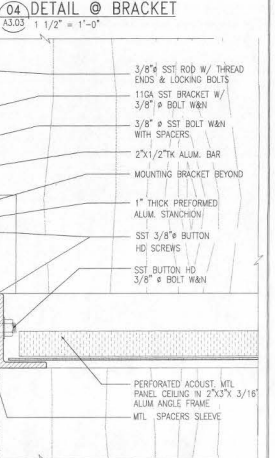 04 DETAIL @ BRACKET
A3.03 1 1/2" = 1'-0"
3/8"ø SST ROD W/ THREAD
ENDS & LOCKING BOLTS
11GA SST BRACKET W/
3/8" ø BOLT W&N
3/8" ø SST BOLT W&N
WITH SPACERS
2"X1/2"TK ALUM. BAR
MOUNTING BRACKET BEYOND
1" THICK PREFORMED
ALUM. STANCHION
SST 3/8"ø BUTTON
HD SCREWS
SST BUTTON HD
3/8" ø BOLT W&N
PERFORATED ACOUST. MTL
PANEL CEILING IN 2"X3"X 3/16"
ALUM ANGLE FRAME
MTL SPACERS SLEEVE